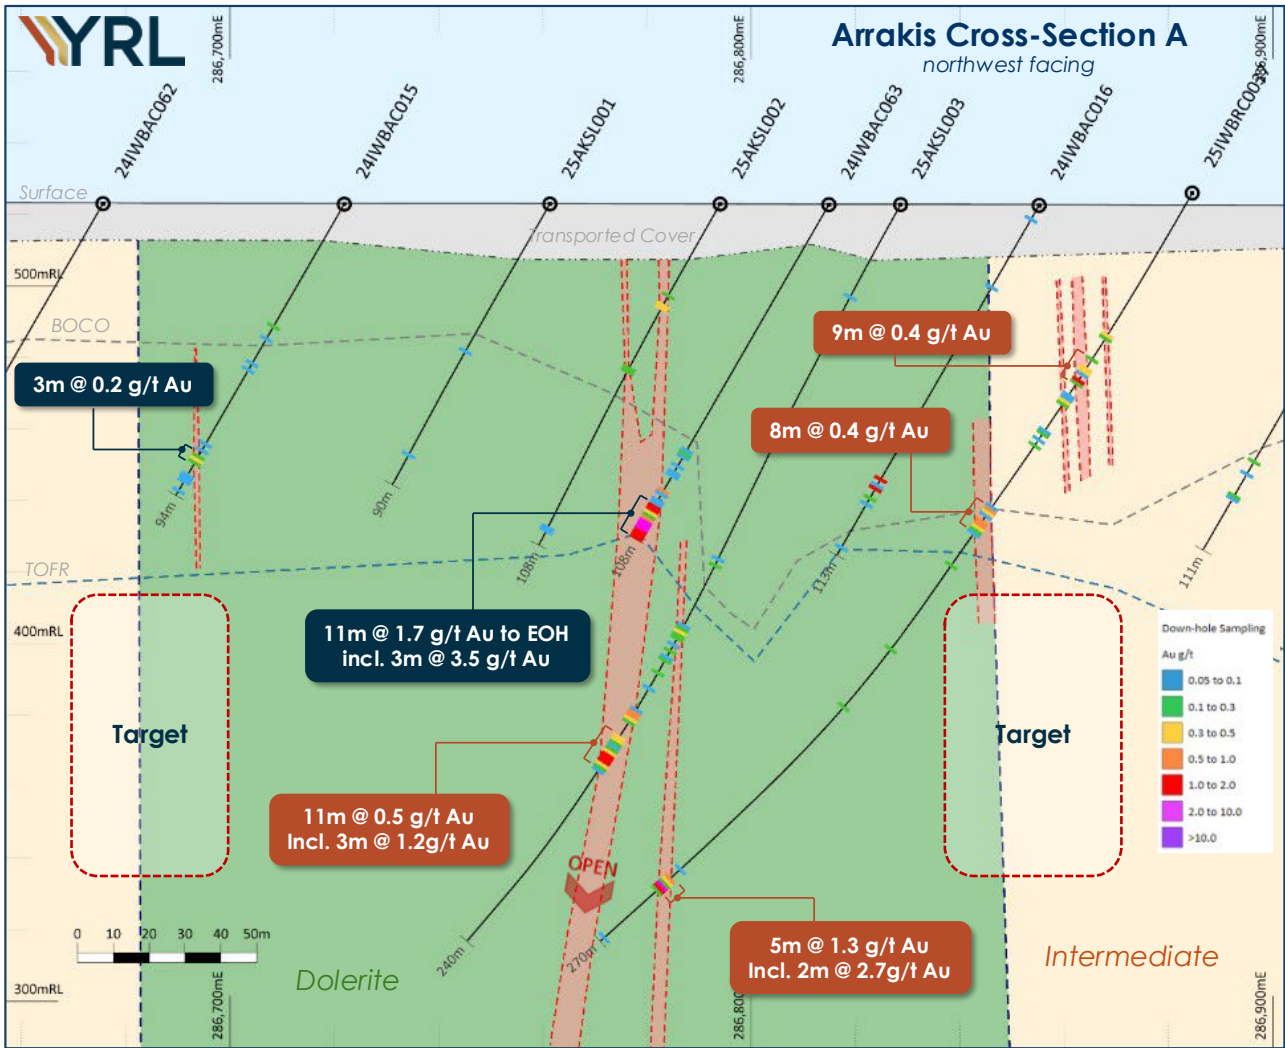 YRL
Arrakis Cross-Section A
northwest facing
286,700mE
286,800mE
286,900mE
24IWBAC062
24IWBAC015
25AKSL001
25AKSL002
24IWBAC063
25AKSL003
24IWBAC016
Surface
Transported Cover
500mRL
BOCO
9m @ 0.4 g/t Au
3m @ 0.2 g/t Au
8m @ 0.4 g/t Au
94m
90m
108m
108m
113m
111m
TOFR
400mRL
11m @ 1.7 g/t Au to EOH
incl. 3m @ 3.5 g/t Au
Down-hole Sampling
Au g/t
0.05 to 0.1
0.1 to 0.3
0.3 to 0.5
0.5 to 1.0
1.0 to 2.0
2.0 to 10.0
>10.0
Target
Target
11m @ 0.5 g/t Au
Incl. 3m @ 1.2g/t Au
OPEN
0 10 20 30 40 50m
240m
270m
5m @ 1.3 g/t Au
Incl. 2m @ 2.7g/t Au
Dolerite
Intermediate
300mRL
286,700mE
286,800
286,900mE